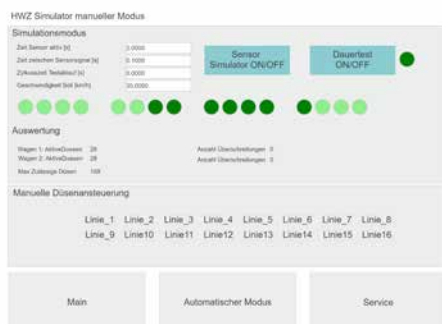 HWZ Simulator manueller Modus
Simulationsmodus
Zeit Sensor aktiv [s] 2.0000
Zeit zwischen Sensorsignal [s] 0.1000
Zykluszeit Testablauf [s] 0.0000
Geschwindigkeit Soll [km/h] 30.0000
Sensor Simulator ON/OFF
Dauertest ON/OFF
Auswertung
Wagen 1: AktiveDüsen 28 Anzahl Überschreitungen 0
Wagen 2: AktiveDüsen 28 Anzahl Überschreitungen 0
Max Zulässige Düsen 168
Manuelle Düsenansteuerung
Linie_1 Linie_2 Linie_3 Linie_4 Linie_5 Linie_6 Linie_7 Linie_8
Linie_9 Linie10 Linie11 Linie12 Linie13 Linie14 Linie15 Linie16
Main Automatischer Modus Service